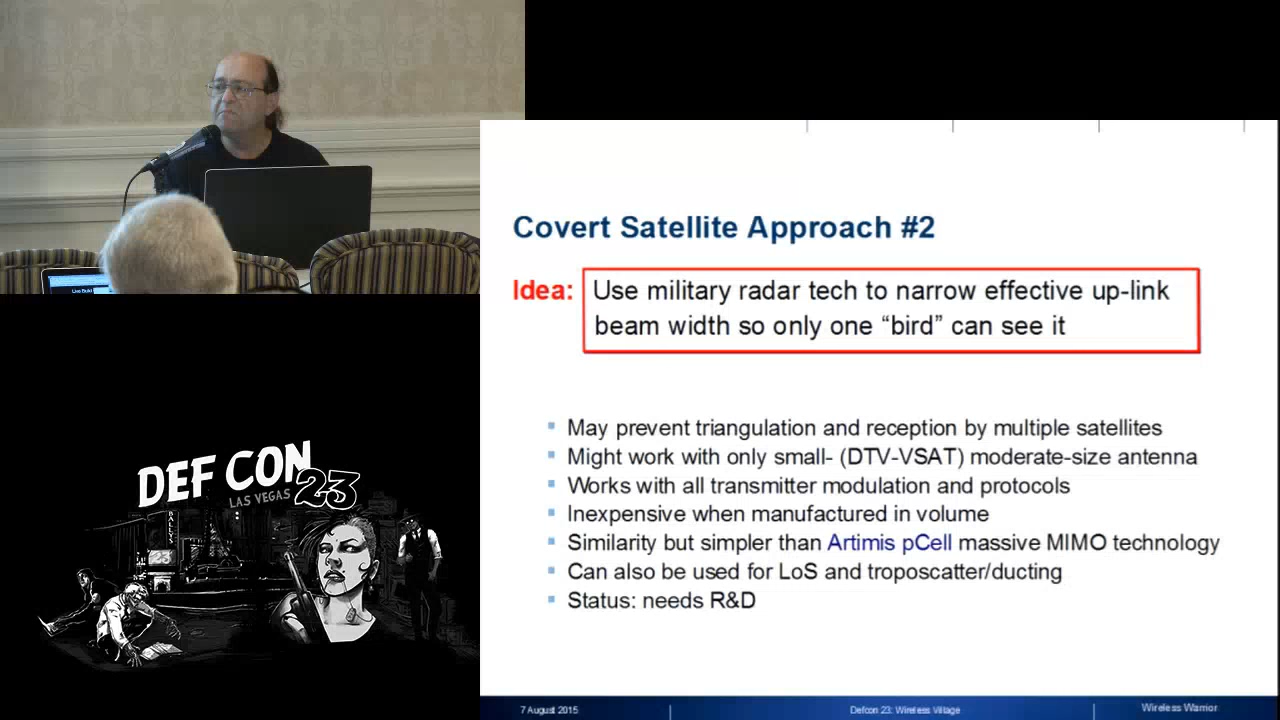 Covert Satellite Approach #2
Idea: Use military radar tech to narrow effective up-link
beam width so only one “bird” can see it
May prevent triangulation and reception by multiple satellites
Might work with only small- (DTV-VSAT) moderate-size antenna
Works with all transmitter modulation and protocols
Inexpensive when manufactured in volume
Similarity but simpler than Artimis pCell massive MIMO technology
Can also be used for LoS and troposcatter/ducting
Status: needs R&D
7 August 2015
Defcon 23: Wireless Village
Wireless Warrior
DEF CON
LAS VEGAS 23
BALLYS